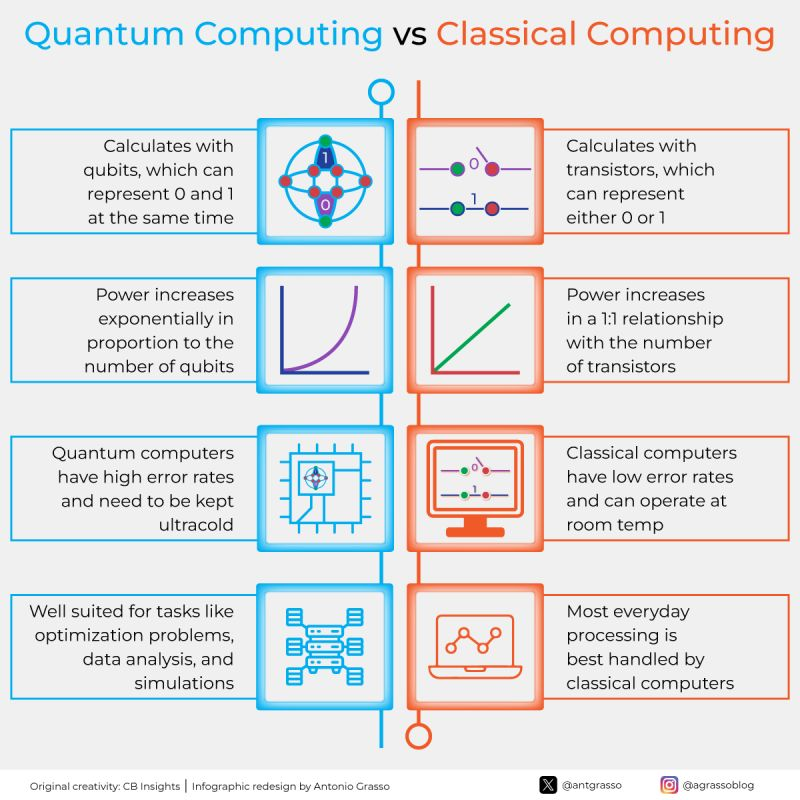 Quantum Computing vs Classical Computing
Calculates with
qubits, which can
represent 0 and 1
at the same time
1
0
0
1
Calculates with
transistors, which
can represent
either 0 or 1
Power increases
exponentially in
proportion to the
number of qubits
Power increases
in a 1:1 relationship
with the number
of transistors
Quantum computers
have high error rates
and need to be kept
ultracold
0
1
Classical computers
have low error rates
and can operate at
room temp
Well suited for tasks like
optimization problems,
data analysis, and
simulations
Most everyday
processing is
best handled by
classical computers
Original creativity: CB Insights | Infographic redesign by Antonio Grasso
@antgrasso
@agrassoblog